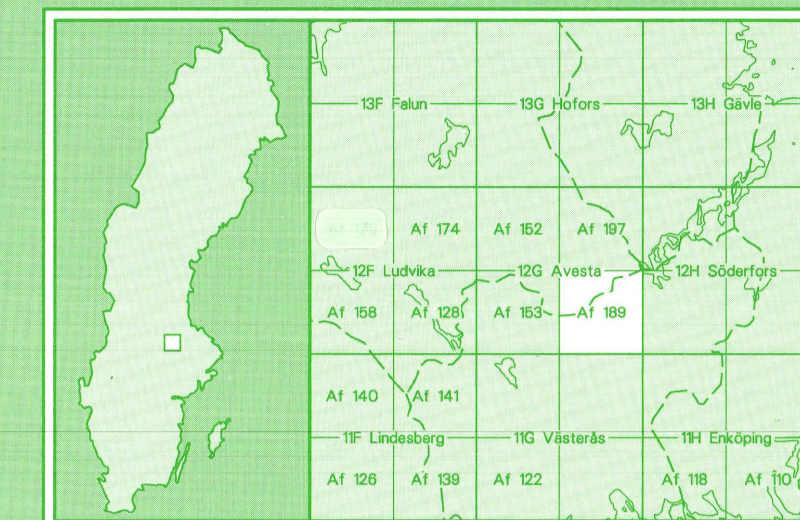 13F Falun 13G Hofors 13H Gävle
Af 174 Af 152 Af 197
12F Ludvika 12G Avesta 12H Söderfors
Af 158 Af 128 Af 153 Af 189
Af 140 Af 141
11F Lindesberg 11G Västerås 11H Enköping
Af 126 Af 139 Af 122 Af 118 Af 110